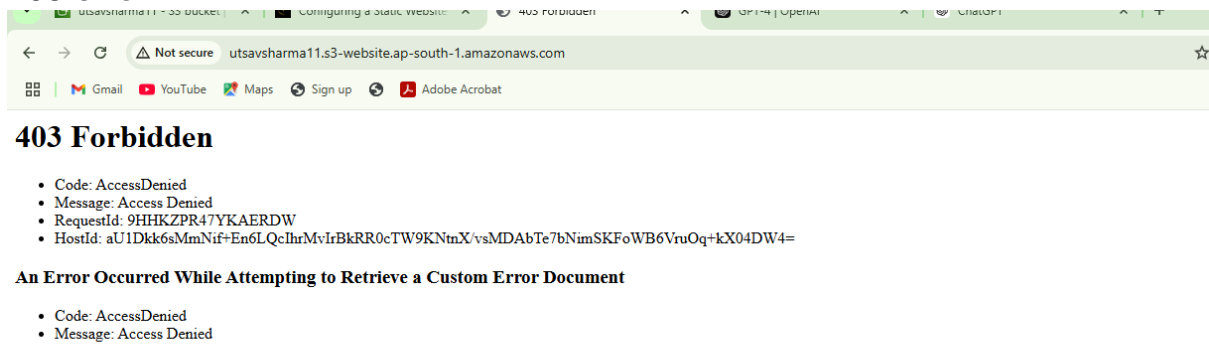 utsavsharma11 - S3 bucket
Configuring a Static Website
403 Forbidden
GPT-4 | OpenAI
ChatGPT
Not secure
utsavsharma11.s3-website.ap-south-1.amazonaws.com
Gmail
YouTube
Maps
Sign up
Adobe Acrobat
403 Forbidden
• Code: AccessDenied
• Message: Access Denied
• RequestId: 9HHKZPR47YKAERDW
• HostId: aU1Dkk6sMmNif+En6LQcIhrMvIrBkRR0cTW9KNtnX/vsMDAbTe7bNimSKFoWB6VruOq+kX04DW4=
An Error Occurred While Attempting to Retrieve a Custom Error Document
• Code: AccessDenied
• Message: Access Denied